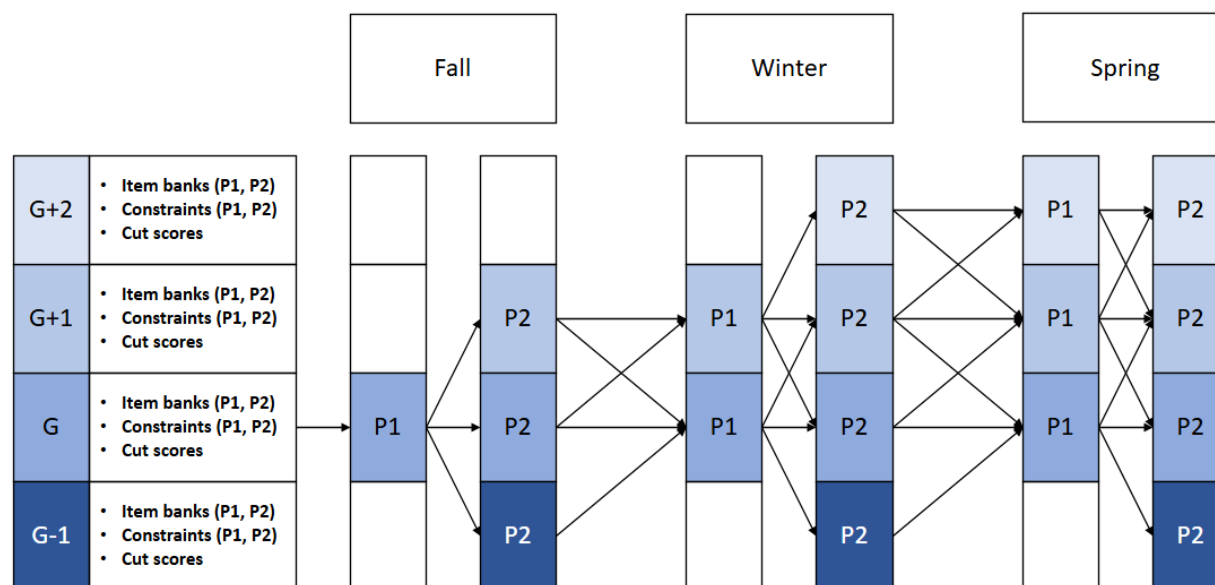 Fall
Winter
Spring
G+2
• Item banks (P1, P2)
• Constraints (P1, P2)
• Cut scores
P2
P1
P2
G+1
• Item banks (P1, P2)
• Constraints (P1, P2)
• Cut scores
P2
P1
P2
P1
P2
G
• Item banks (P1, P2)
• Constraints (P1, P2)
• Cut scores
P1
P2
P1
P2
P1
P2
G-1
• Item banks (P1, P2)
• Constraints (P1, P2)
• Cut scores
P2
P2
P2